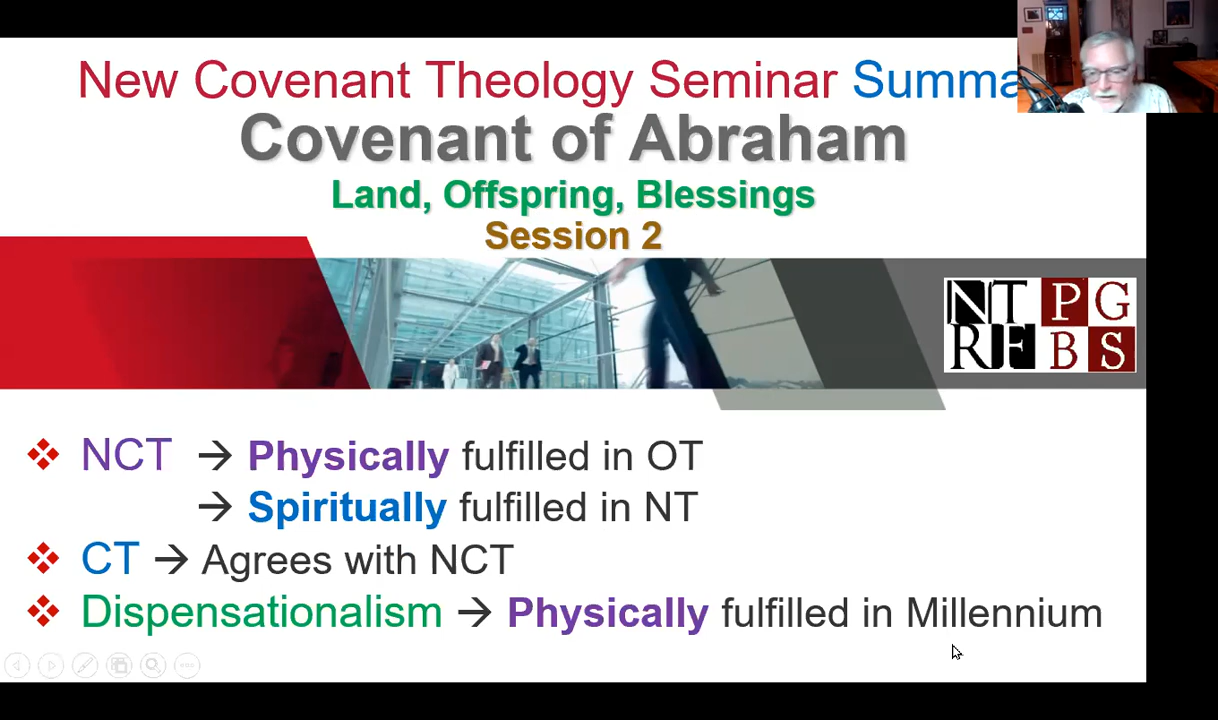 New Covenant Theology Seminar Summa
Covenant of Abraham
Land, Offspring, Blessings
Session 2
NT PG
RF BS
❖ NCT → Physically fulfilled in OT
→ Spiritually fulfilled in NT
❖ CT → Agrees with NCT
❖ Dispensationalism → Physically fulfilled in Millennium